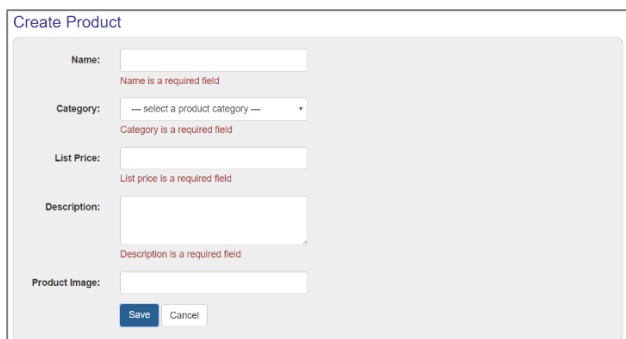 Create Product
Name:
Name is a required field
Category: --- select a product category ---
Category is a required field
List Price:
List price is a required field
Description:
Description is a required field
Product Image:
Save Cancel